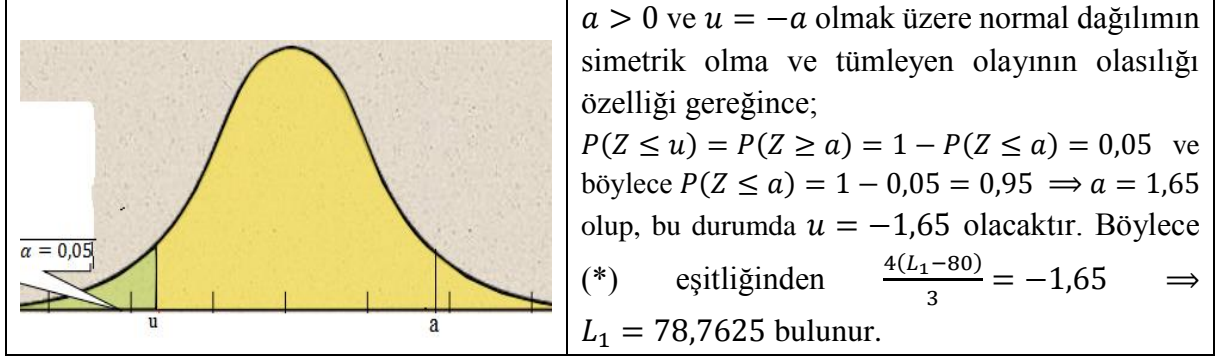 α = 0,05
u
a
𝑎 > 0 ve 𝑢 = −𝑎 olmak üzere normal dağılımın
simetrik olma ve tümleyen olayının olasılığı
özelliği gereğince;
𝑃(𝑍 ≤ 𝑢) = 𝑃(𝑍 ≥ 𝑎) = 1 − 𝑃(𝑍 ≤ 𝑎) = 0,05 ve
böylece 𝑃(𝑍 ≤ 𝑎) = 1 − 0,05 = 0,95 ⟹ 𝑎 = 1,65
olup, bu durumda 𝑢 = −1,65 olacaktır. Böylece
(*) eşitliğinden 4(𝐿₁−80)/3 = −1,65 ⟹
𝐿₁ = 78,7625 bulunur.